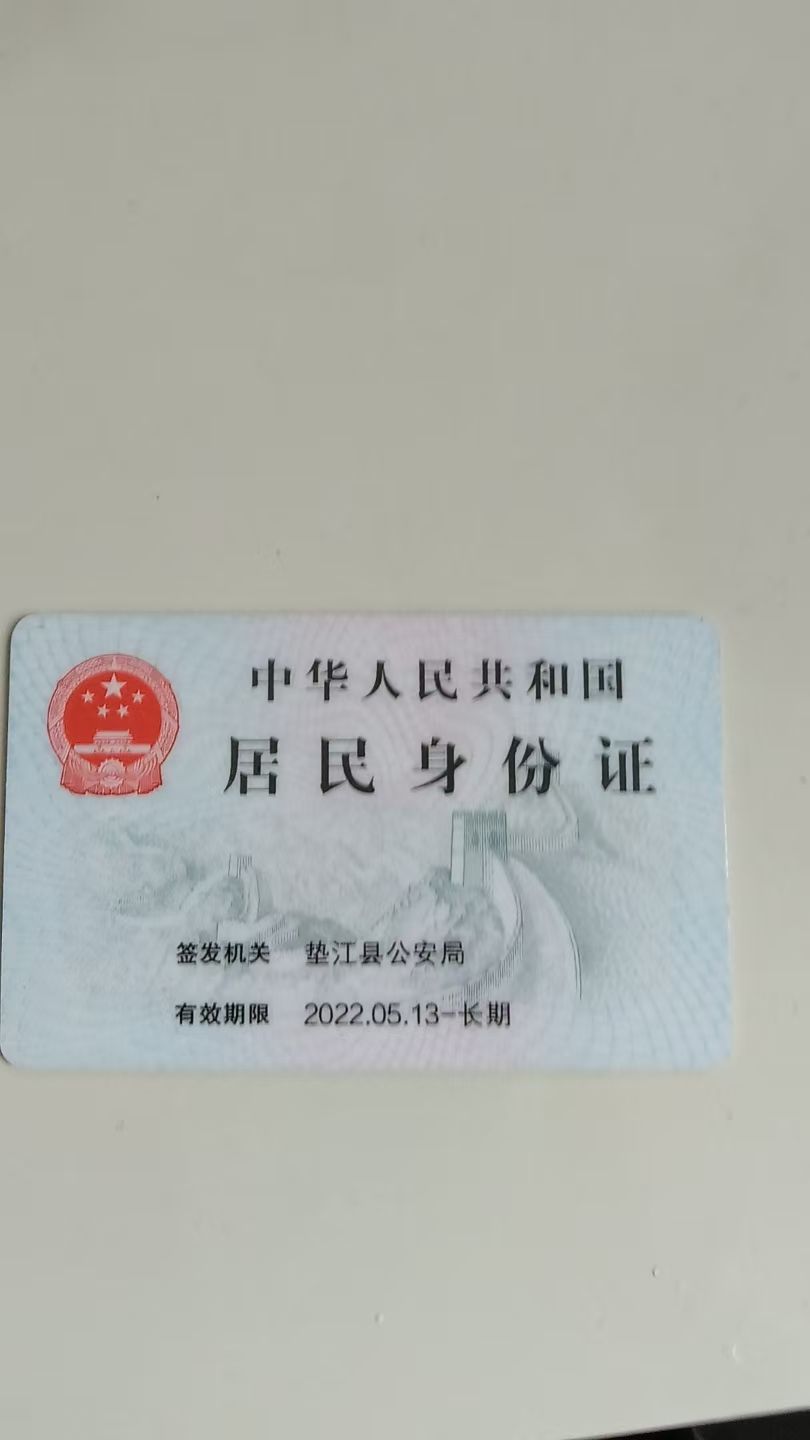 中华人民共和国
居民身份证
签发机关 垫江县公安局
有效期限 2022.05.13-长期